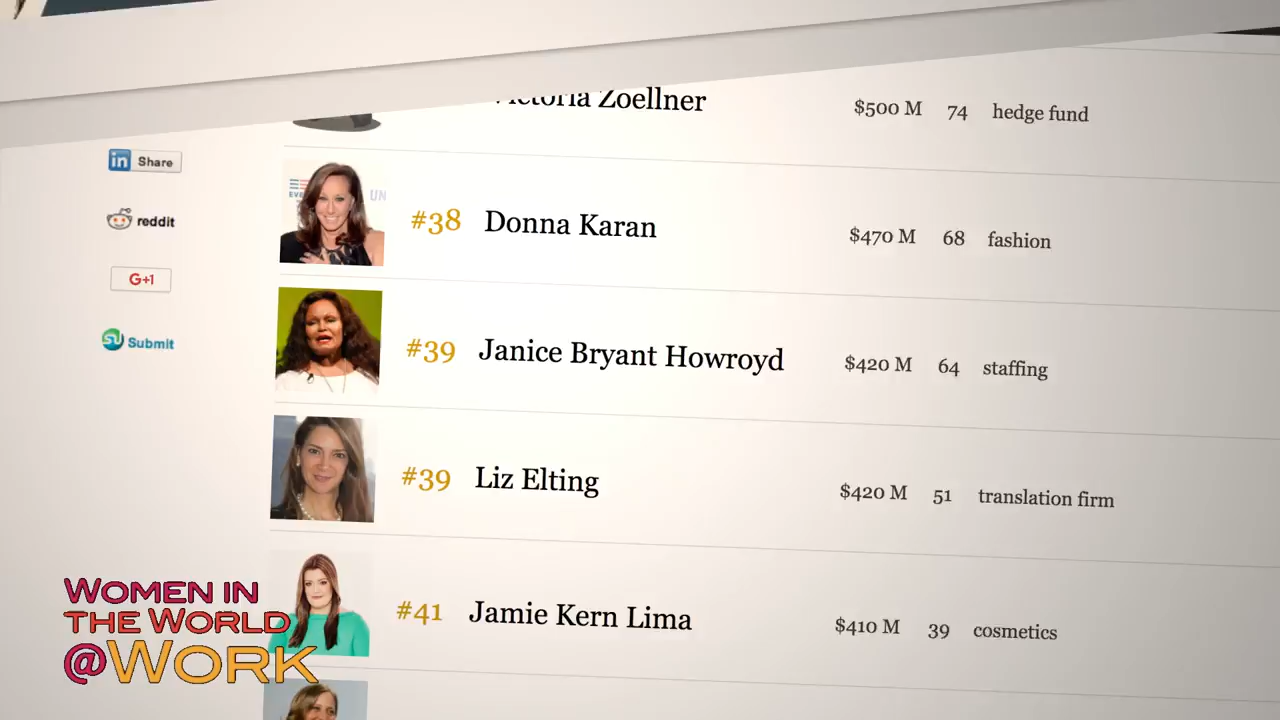 Zoellner $500 M 74 hedge fund
in Share
reddit
G+1
Submit
#38 Donna Karan $470 M 68 fashion
#39 Janice Bryant Howroyd $420 M 64 staffing
#39 Liz Elting $420 M 51 translation firm
#41 Jamie Kern Lima $410 M 39 cosmetics
WOMEN IN
THE WORLD
@WORK